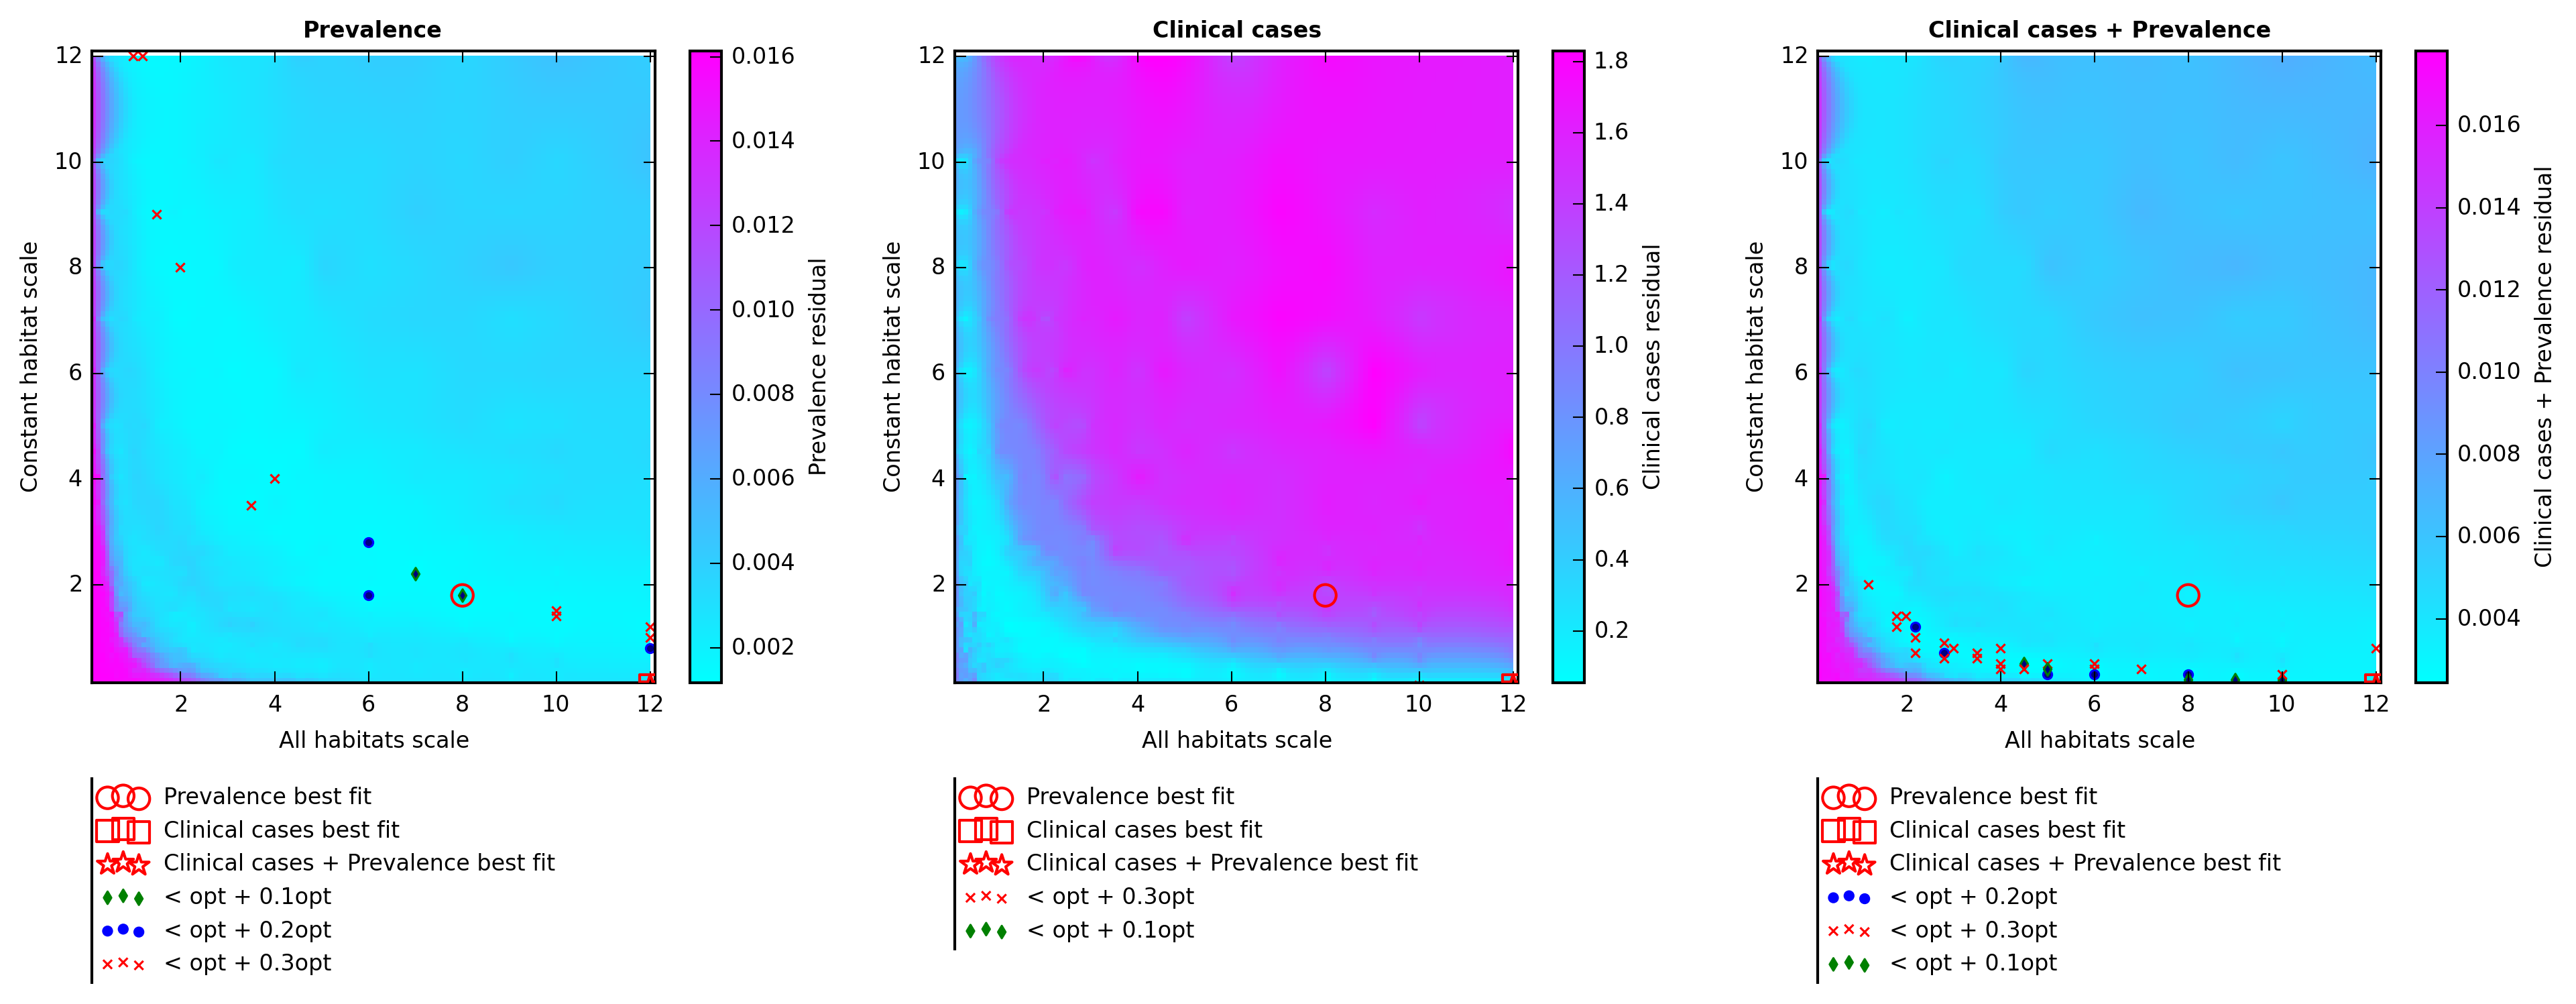 Prevalence
12
10
8
6
4
2
2
4
6
8
10
12
Constant habitat scale
All habitats scale
0.016
0.014
0.012
0.010
0.008
0.006
0.004
0.002
Prevalence residual
Prevalence best fit
Clinical cases best fit
Clinical cases + Prevalence best fit
< opt + 0.1opt
< opt + 0.2opt
< opt + 0.3opt
Clinical cases
12
10
8
6
4
2
2
4
6
8
10
12
Constant habitat scale
All habitats scale
1.8
1.6
1.4
1.2
1.0
0.8
0.6
0.4
0.2
Clinical cases residual
Prevalence best fit
Clinical cases best fit
Clinical cases + Prevalence best fit
< opt + 0.3opt
< opt + 0.1opt
Clinical cases + Prevalence
12
10
8
6
4
2
2
4
6
8
10
12
Constant habitat scale
All habitats scale
0.016
0.014
0.012
0.010
0.008
0.006
0.004
Clinical cases + Prevalence residual
Prevalence best fit
Clinical cases best fit
Clinical cases + Prevalence best fit
< opt + 0.2opt
< opt + 0.3opt
< opt + 0.1opt